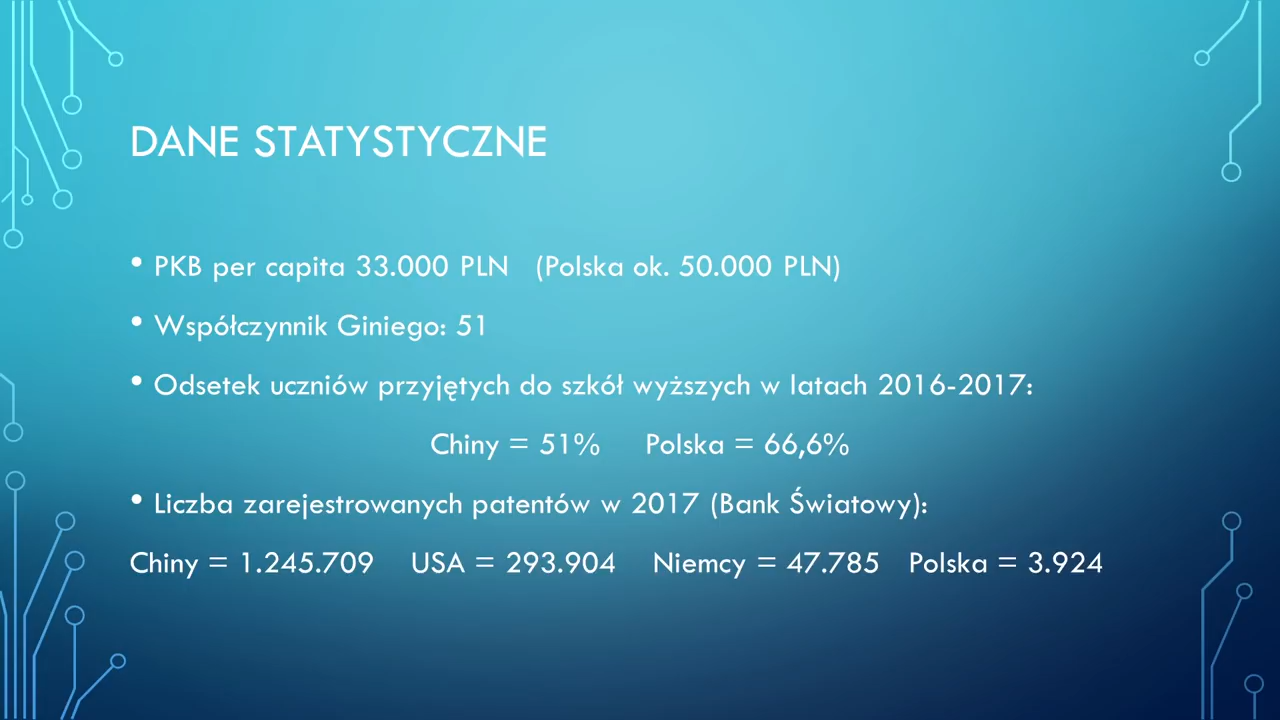 DANE STATYSTYCZNE
• PKB per capita 33.000 PLN (Polska ok. 50.000 PLN)
• Współczynnik Giniego: 51
• Odsetek uczniów przyjętych do szkół wyższych w latach 2016-2017:
Chiny = 51% Polska = 66,6%
• Liczba zarejestrowanych patentów w 2017 (Bank Światowy):
Chiny = 1.245.709 USA = 293.904 Niemcy = 47.785 Polska = 3.924